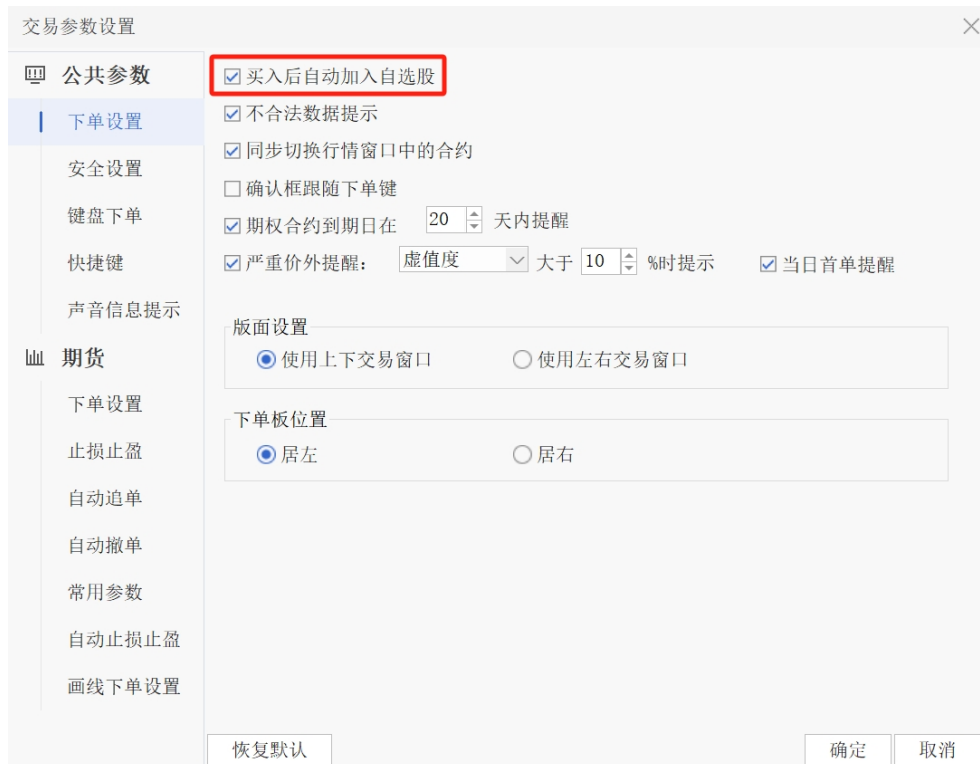 交易参数设置
公共参数
下单设置
安全设置
键盘下单
快捷键
声音信息提示
期货
下单设置
止损止盈
自动追单
自动撤单
常用参数
自动止损止盈
画线下单设置
买入后自动加入自选股
不合法数据提示
同步切换行情窗口中的合约
确认框跟随下单键
期权合约到期日在 20 天内提醒
严重价外提醒： 虚值度 大于 10 %时提示 当日首单提醒
版面设置
使用上下交易窗口 使用左右交易窗口
下单板位置
居左 居右
恢复默认 确定 取消